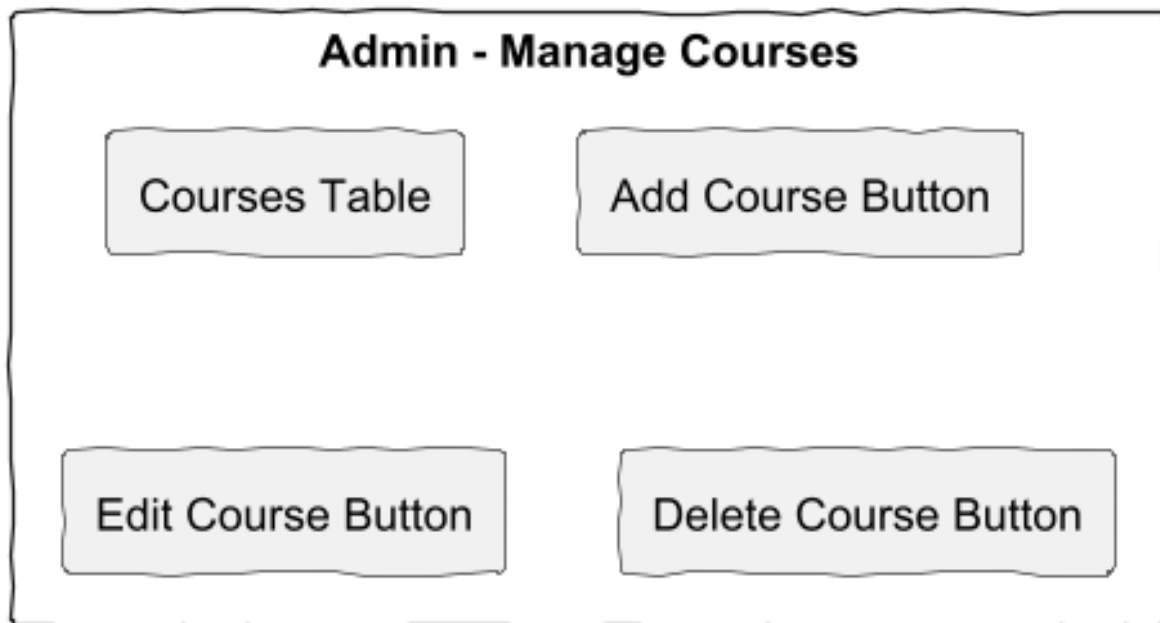 Admin - Manage Courses
Courses Table
Add Course Button
Edit Course Button
Delete Course Button